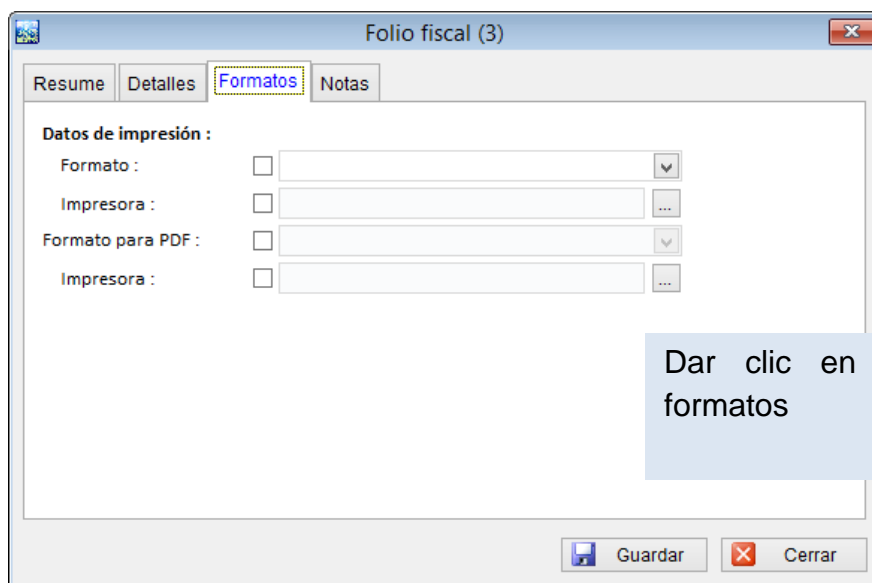 Folio fiscal (3)
Resume Detalles Formatos Notas
Datos de impresión :
Formato :
Impresora :
...
Formato para PDF :
Impresora :
...
Dar clic en
formatos
Guardar Cerrar